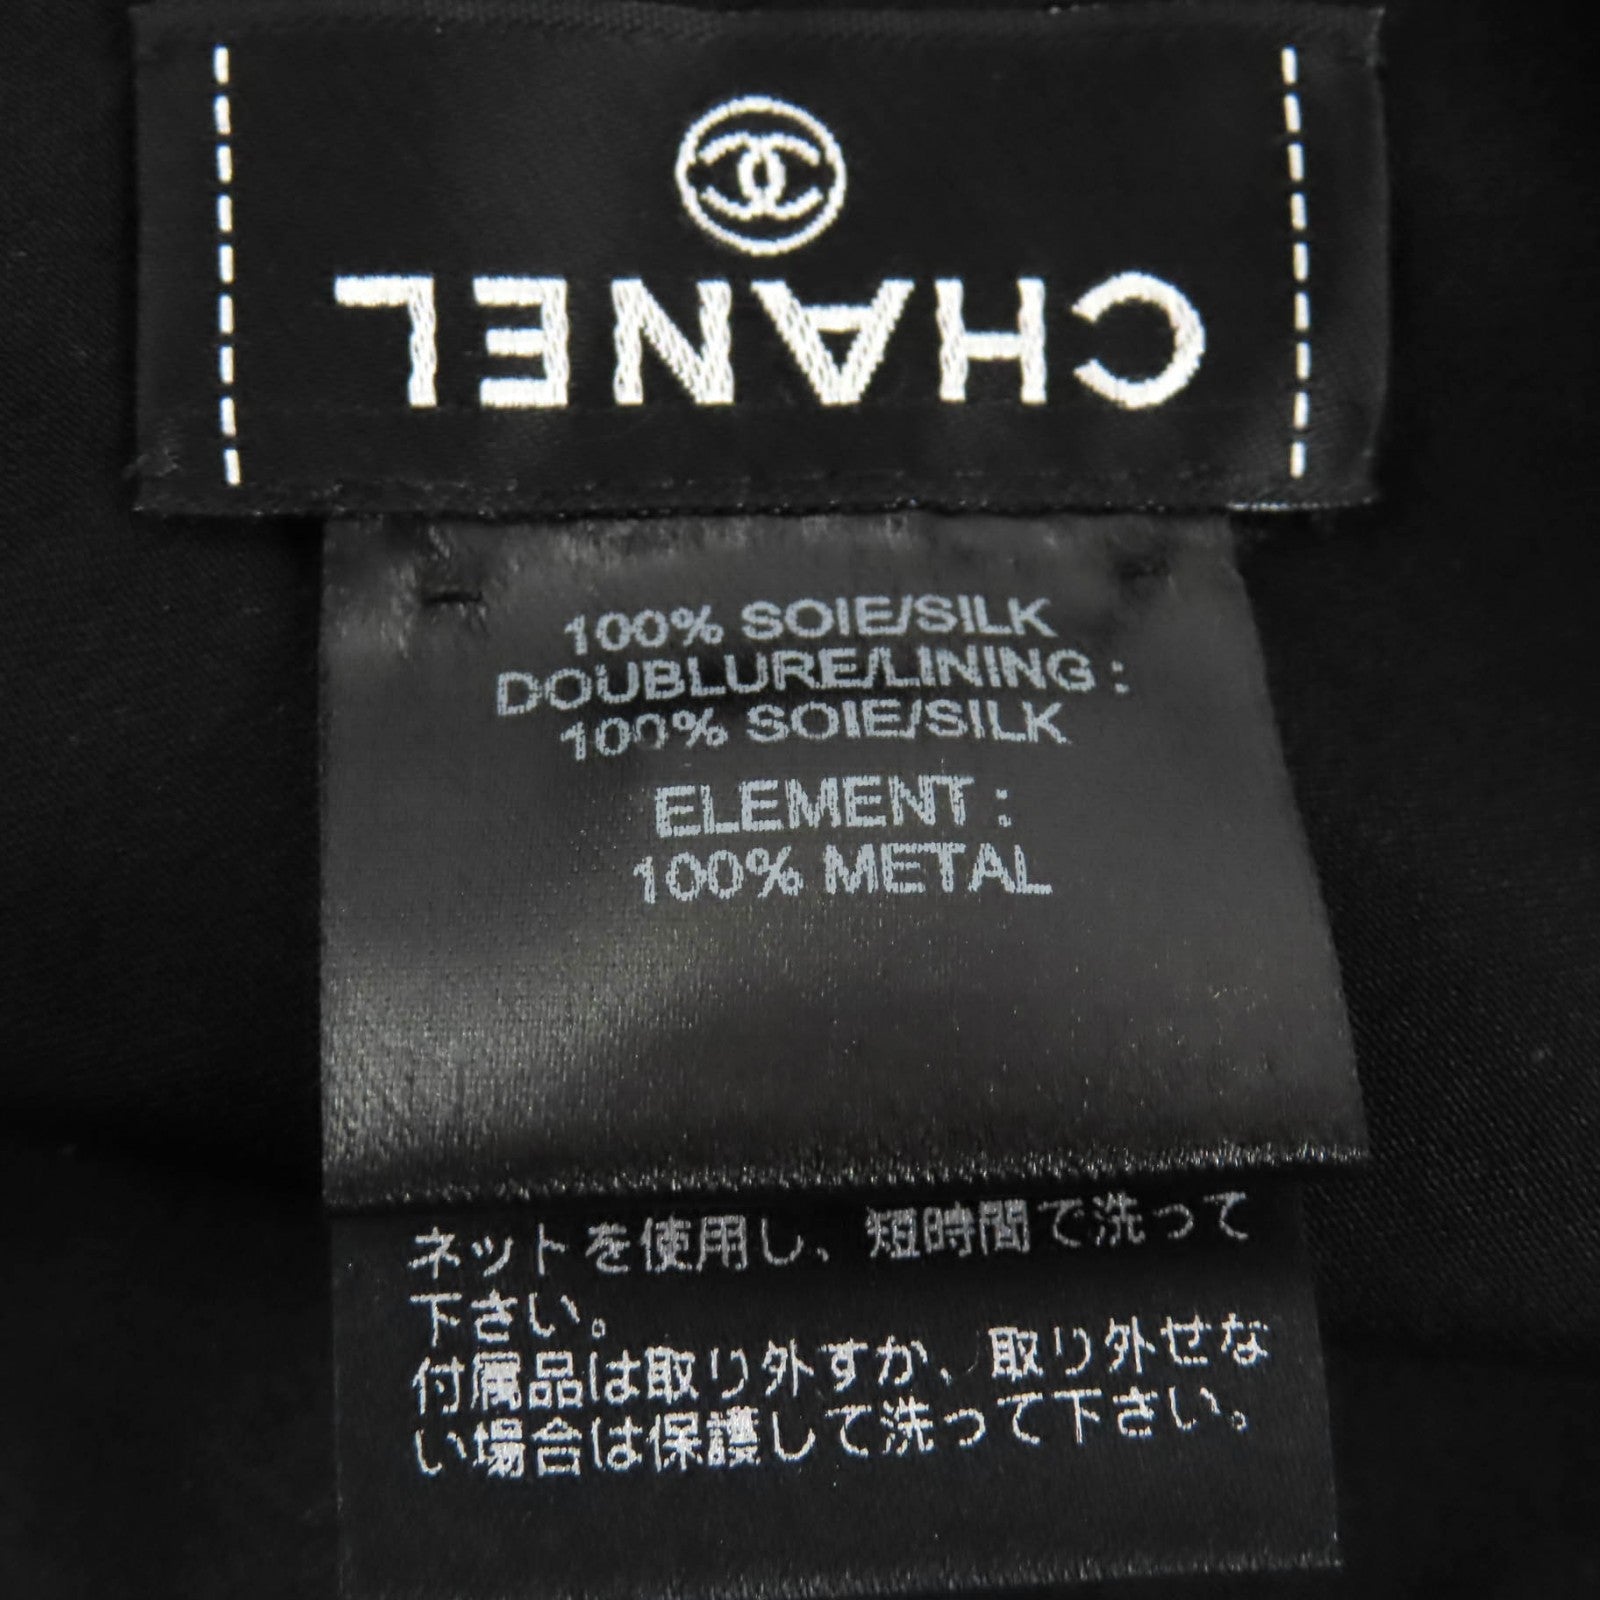 CHANEL
100% SOIE/SILK
DOUBLURE/LINING :
100% SOIE/SILK
ELEMENT :
100% METAL
ネットを使用し、短時間で洗って
下さい。
付属品は取り外すか、取り外せな
い場合は保護して洗って下さい。